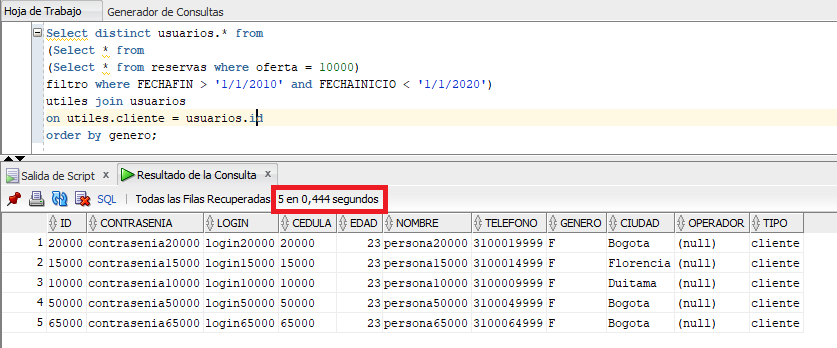 Hoja de Trabajo Generador de Consultas
Select distinct usuarios.* from
(Select * from
(Select * from reservas where oferta = 10000)
filtro where FECHAFIN > '1/1/2010' and FECHAINICIO < '1/1/2020')
utiles join usuarios
on utiles.cliente = usuarios.id
order by genero;
Salida de Script x Resultado de la Consulta x
SQL | Todas las Filas Recuperadas: 5 en 0,444 segundos
ID CONTRASENIA LOGIN CEDULA EDAD NOMBRE TELEFONO GENERO CIUDAD OPERADOR TIPO
1 20000 contrasenia20000 login20000 20000 23 persona20000 3100019999 F Bogota (null) cliente
2 15000 contrasenia15000 login15000 15000 23 persona15000 3100014999 F Florencia (null) cliente
3 10000 contrasenia10000 login10000 10000 23 persona10000 3100009999 F Duitama (null) cliente
4 50000 contrasenia50000 login50000 50000 23 persona50000 3100049999 F Bogota (null) cliente
5 65000 contrasenia65000 login65000 65000 23 persona65000 3100064999 F Bogota (null) cliente